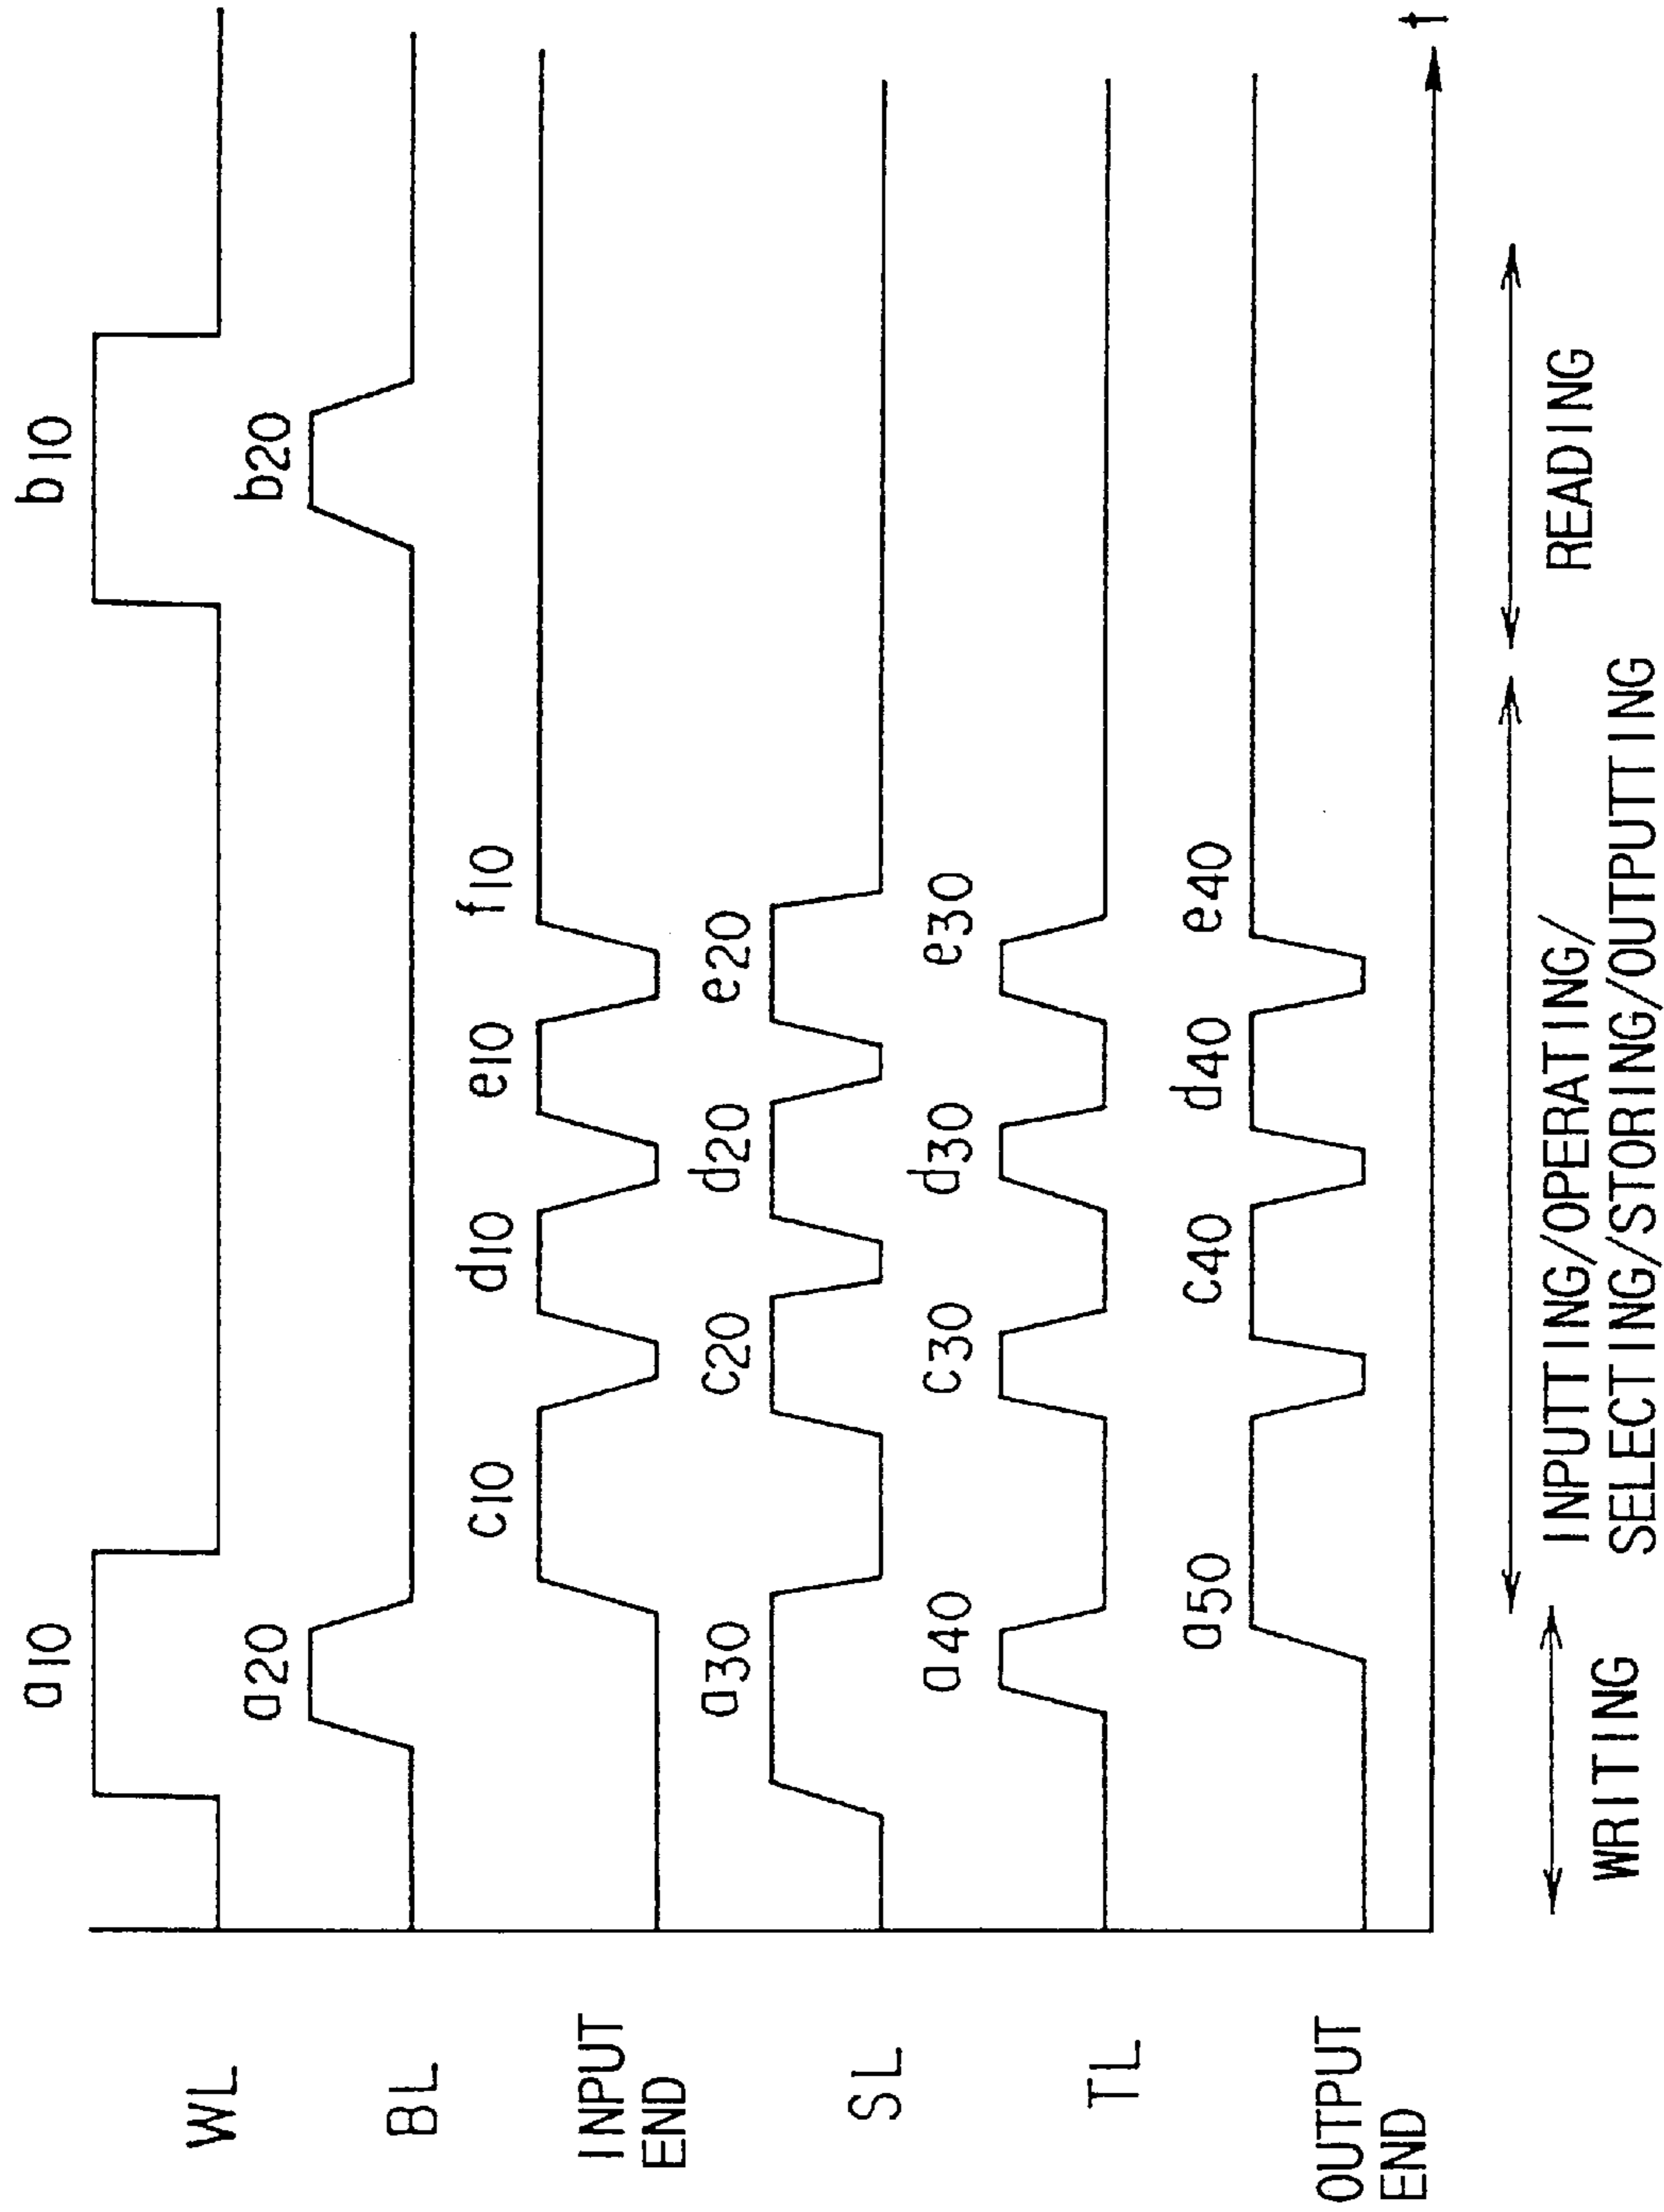 WL
a10
b10
BL
a20
b20
INPUT
END
c10
d10
e10
f10
SL
a30
c20
d20
e20
TL
a40
c30
d30
e30
OUTPUT
END
a50
c40
d40
e40
t
WRITING
INPUTTING/OPERATING/
SELECTING/STORING/OUTPUTTING
READING